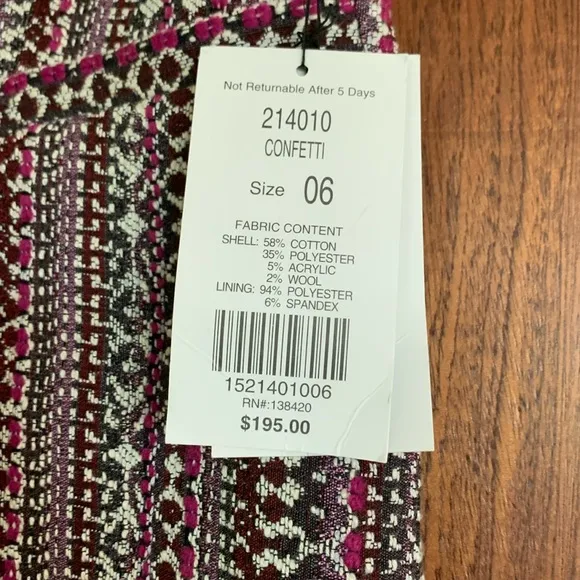 Not Returnable After 5 Days
214010
CONFETTI
Size 06
FABRIC CONTENT
SHELL: 58% COTTON
35% POLYESTER
5% ACRYLIC
2% WOOL
LINING: 94% POLYESTER
6% SPANDEX
1521401006
RN#:138420
$195.00